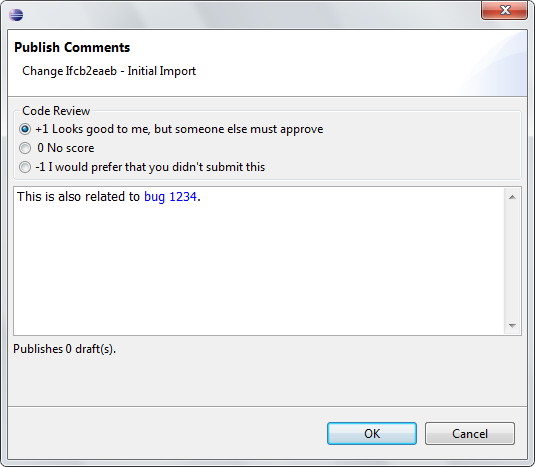 Publish Comments
Change Ifcb2eaeb - Initial Import
Code Review
+1 Looks good to me, but someone else must approve
0 No score
-1 I would prefer that you didn't submit this
This is also related to bug 1234.
Publishes 0 draft(s).
OK Cancel